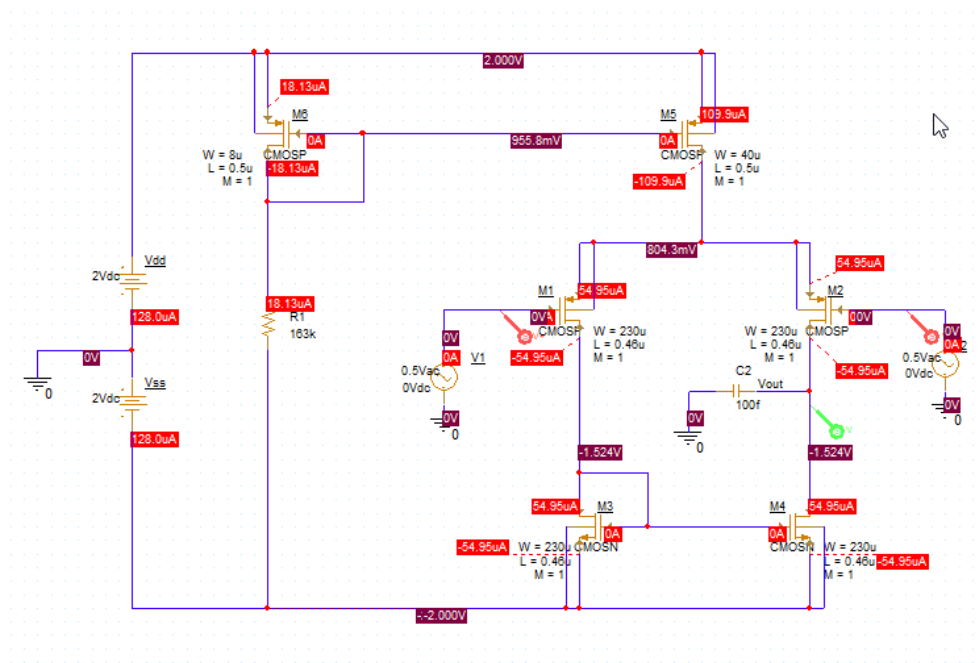 2.000V
18.13uA
M6
0A
CMOSP
-18.13uA
W = 8u
L = 0.5u
M = 1
955.8mV
M5
109.9uA
0A
CMOSP
W = 40u
L = 0.5u
M = 1
-109.9uA
804.3mV
Vdd
2Vdc
128.0uA
0V
0
Vss
2Vdc
128.0uA
18.13uA
R1
163k
M1
54.95uA
0V
CMOSP
-54.95uA
W = 230u
L = 0.46u
M = 1
54.95uA
M2
0V
CMOSP
W = 230u
L = 0.46u
M = 1
-54.95uA
0V
0A
V1
0.5Vac
0Vdc
0V
0
0V
0A
2
0.5Vac
0Vdc
0V
0
C2
Vout
100f
0V
0
-1.524V
-1.524V
54.95uA
M3
0A
CMOSN
-54.95uA
W = 230u
L = 0.46u
M = 1
M4
54.95uA
0A
CMOSN
W = 230u
L = 0.46u
M = 1
-54.95uA
-2.000V